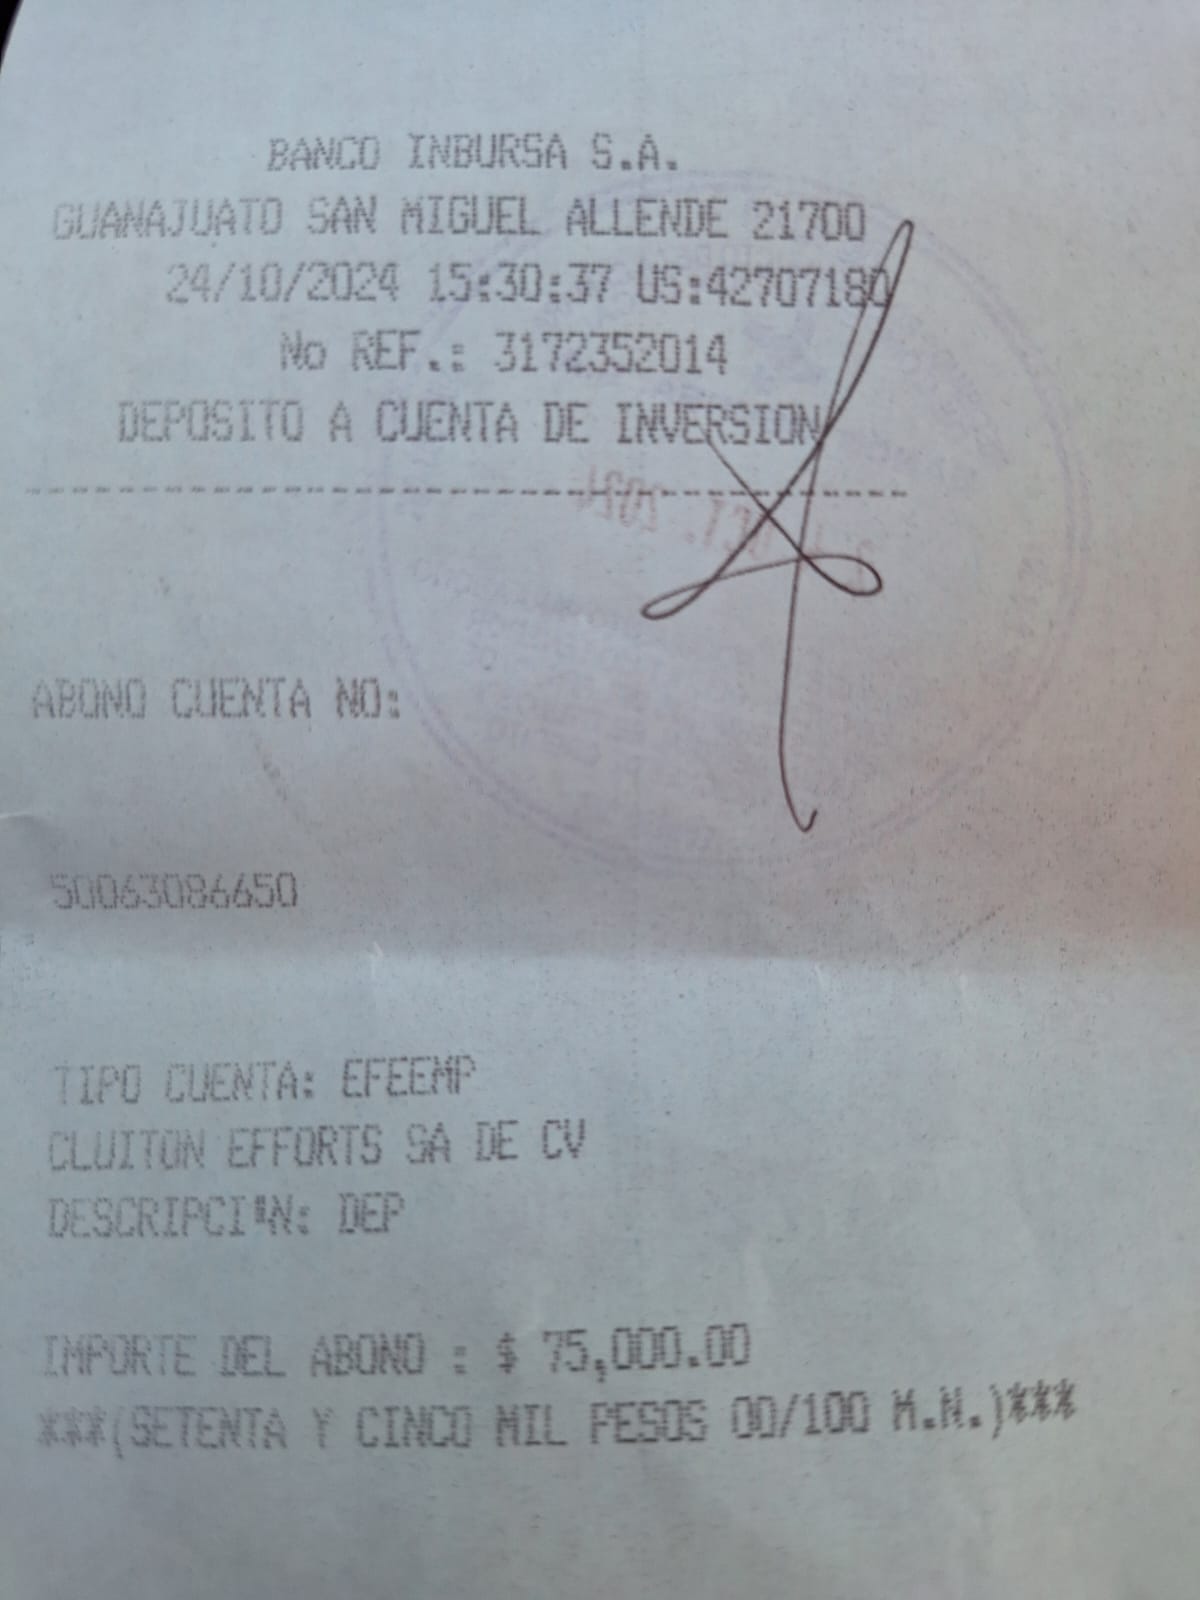 BANCO INBURSA S.A.
GUANAJUATO SAN MIGUEL ALLENDE 21700
24/10/2024 15:30:37 US:42707180
No REF.: 3172352014
DEPOSITO A CUENTA DE INVERSION
OCT. 2024
ABONO CUENTA NO:
50063086650
TIPO CUENTA: EFEEMP
CLUITON EFFORTS SA DE CV
DESCRIPCI N: DEP
IMPORTE DEL ABONO : $ 75,000.00
***(SETENTA Y CINCO MIL PESOS 00/100 M.N.)***